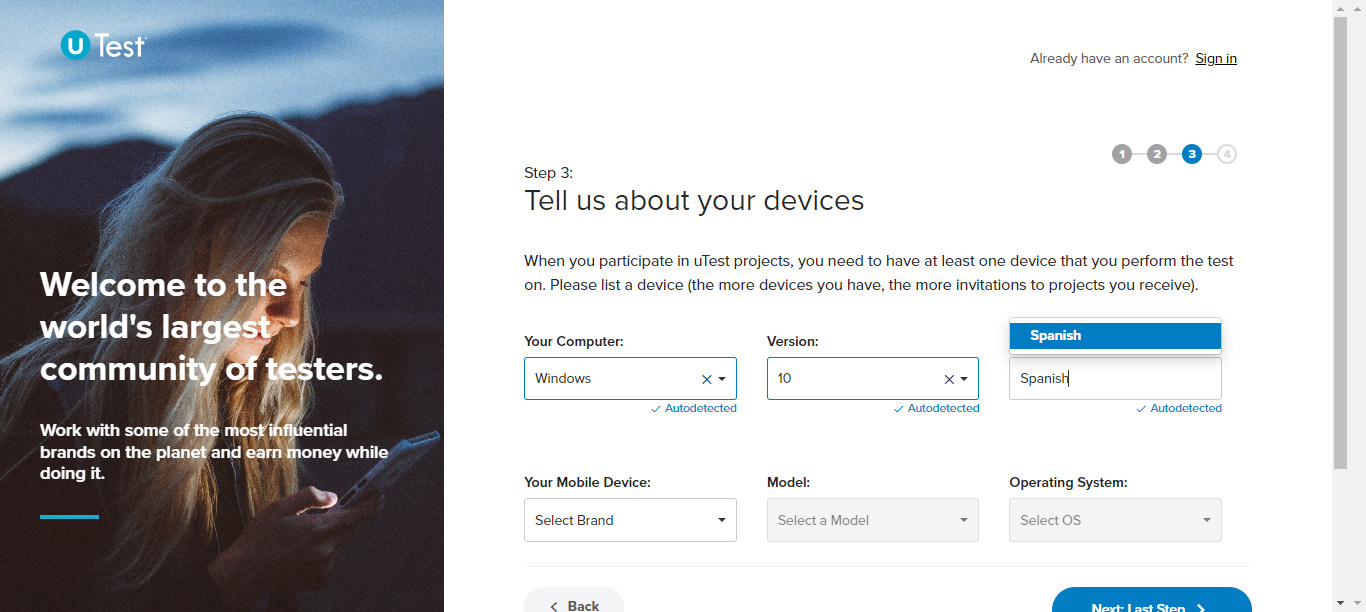 uTest
Already have an account? Sign in
1 2 3 4
Step 3:
Tell us about your devices
When you participate in uTest projects, you need to have at least one device that you perform the test
on. Please list a device (the more devices you have, the more invitations to projects you receive).
Welcome to the
world's largest
community of testers.
Work with some of the most influential
brands on the planet and earn money while
doing it.
Your Computer:
Windows
Autodetected
Version:
10
Autodetected
Spanish
Spanish
Autodetected
Your Mobile Device:
Select Brand
Model:
Select a Model
Operating System:
Select OS
Back
Next: Last Step